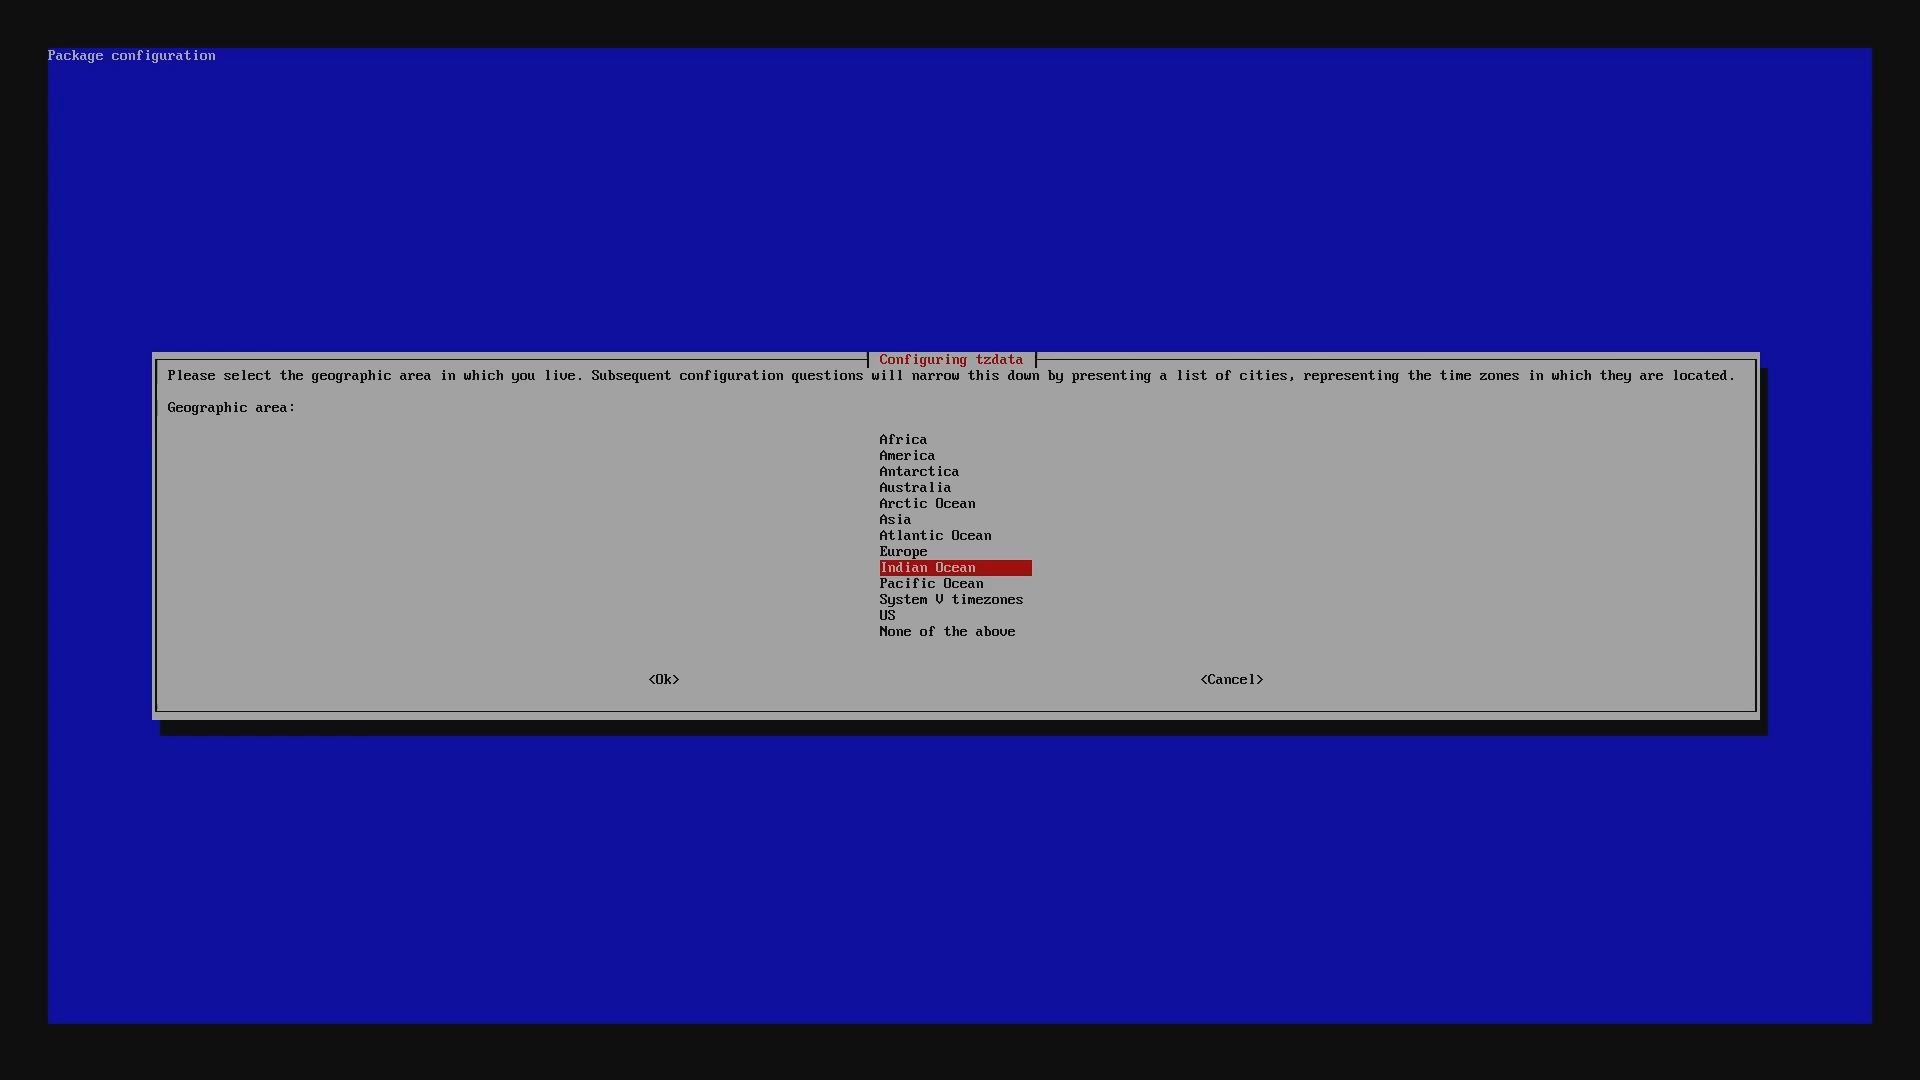 Package configuration
Configuring tzdata
Please select the geographic area in which you live. Subsequent configuration questions will narrow this down by presenting a list of cities, representing the time zones in which they are located.
Geographic area:
Africa
America
Antarctica
Australia
Arctic Ocean
Asia
Atlantic Ocean
Europe
Indian Ocean
Pacific Ocean
System V timezones
US
None of the above
<Ok> <Cancel>